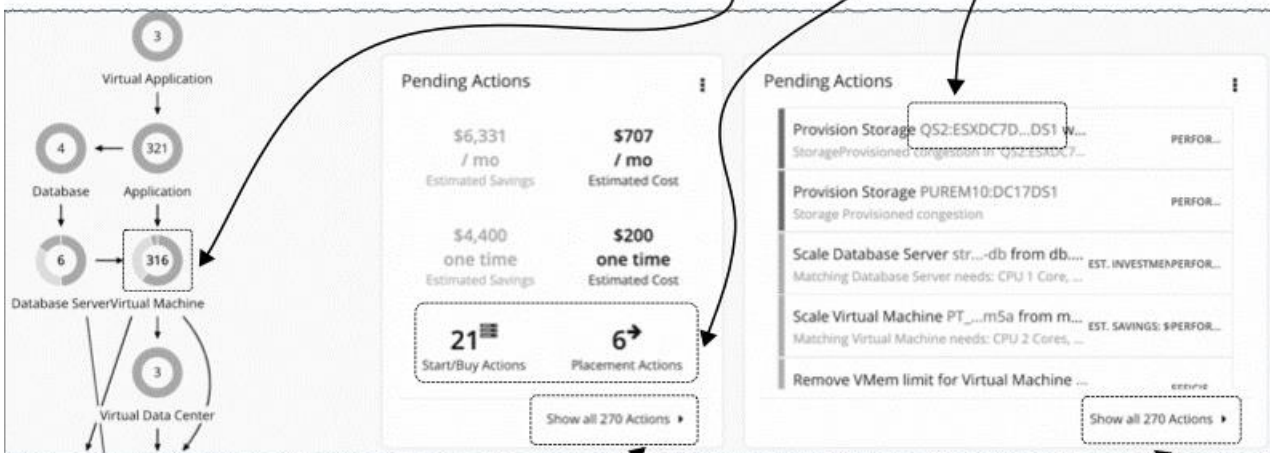 3
Virtual Application
4
321
Database
Application
6
316
Database Server
Virtual Machine
3
Virtual Data Center
Pending Actions
$6,331
/ mo
Estimated Savings
$707
/ mo
Estimated Cost
$4,400
one time
Estimated Savings
$200
one time
Estimated Cost
21
Start/Buy Actions
6
Placement Actions
Show all 270 Actions
Pending Actions
Provision Storage QS2:ESXDC7D...DS1 w...
PERFOR...
StorageProvisioned congestion in 'QS2:ESXDC7...
Provision Storage PUREM10:DC17DS1
PERFOR...
Storage Provisioned congestion
Scale Database Server str...-db from db....
EST. INVESTMENPERFOR...
Matching Database Server needs: CPU 1 Core, ...
Scale Virtual Machine PT_...m5a from m...
EST. SAVINGS: $PERFOR...
Matching Virtual Machine needs: CPU 2 Cores, ...
Remove VMem limit for Virtual Machine ...
Show all 270 Actions